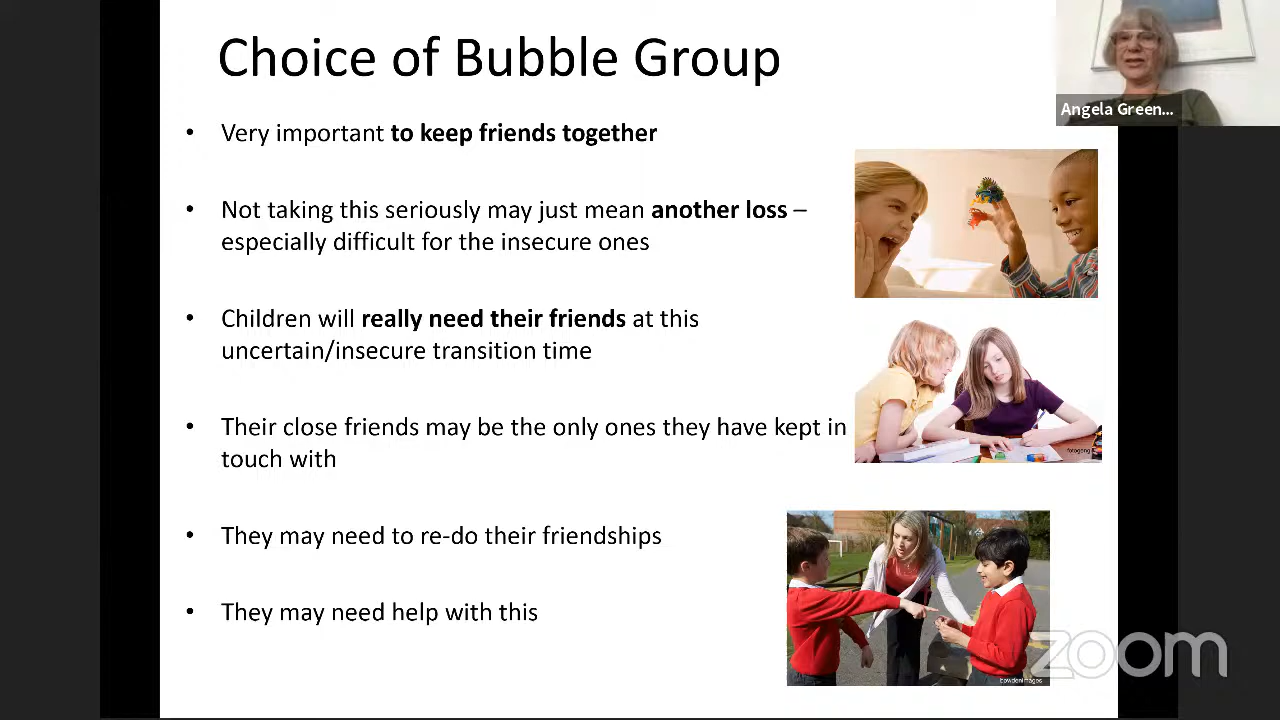 Choice of Bubble Group
Angela Green...
• Very important to keep friends together
• Not taking this seriously may just mean another loss –
especially difficult for the insecure ones
• Children will really need their friends at this
uncertain/insecure transition time
• Their close friends may be the only ones they have kept in
touch with
fotogong
• They may need to re-do their friendships
• They may need help with this
zoom
bowdenimages